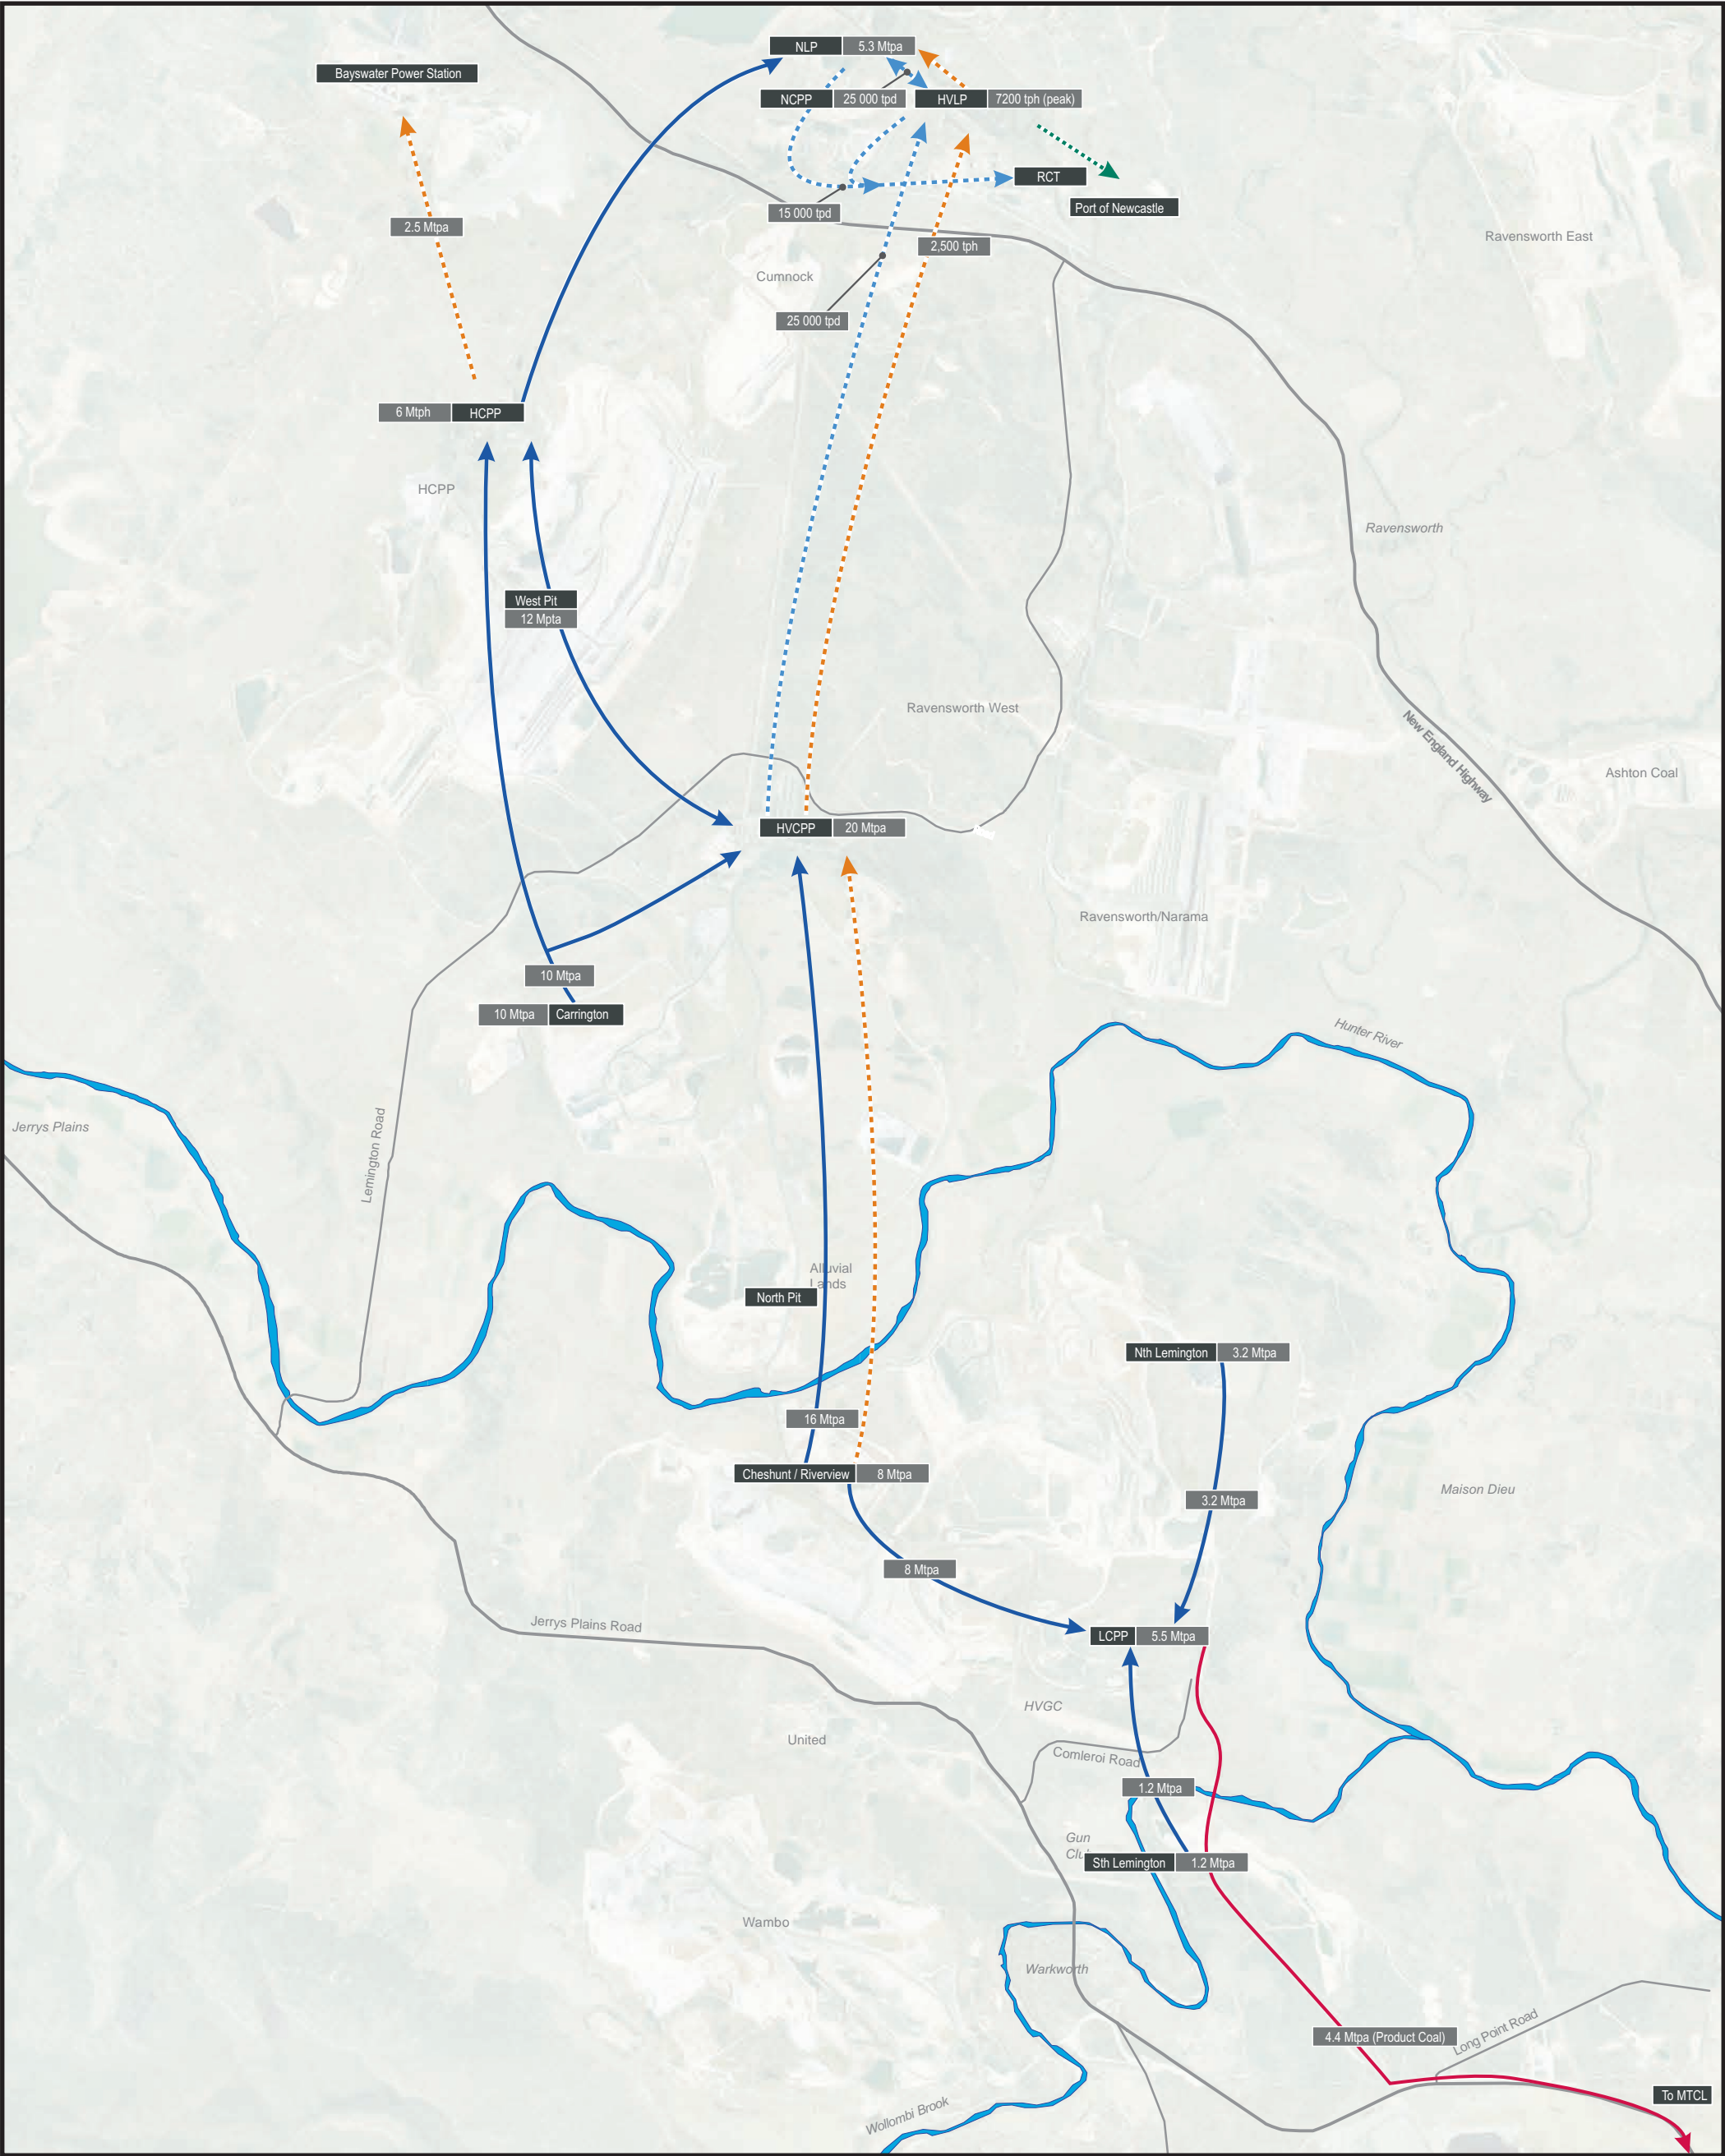 NLP 5.3 Mtpa
Bayswater Power Station
NCPP 25 000 tpd
HVLP 7200 tph (peak)
RCT
Port of Newcastle
15 000 tpd
2.5 Mtpa
Ravensworth East
2,500 tph
Cumnock
25 000 tpd
6 Mtph HCPP
HCPP
Ravensworth
West Pit
12 Mpta
Ravensworth West
New England Highway
Ashton Coal
HVCPP 20 Mtpa
Ravensworth/Narama
10 Mtpa
10 Mtpa Carrington
Hunter River
Jerrys Plains
Lemington Road
Alluvial
Lands
North Pit
Nth Lemington 3.2 Mtpa
16 Mtpa
Cheshunt / Riverview 8 Mtpa
Maison Dieu
3.2 Mtpa
8 Mtpa
Jerrys Plains Road
LCPP 5.5 Mtpa
HVGC
United
Comleroi Road
1.2 Mtpa
Gun
Sth Lemington 1.2 Mtpa
Wambo
Warkworth
4.4 Mtpa (Product Coal)
Long Point Road
To MTCL
Wollombi Brook